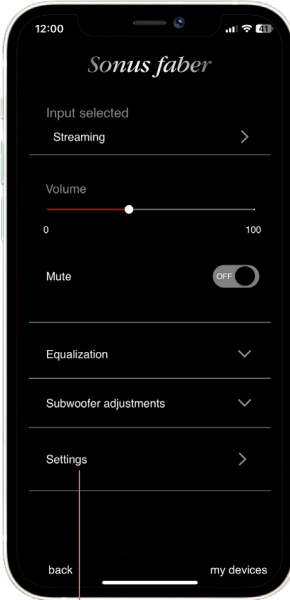 12:00
41
Sonus faber
Input selected
Streaming
Volume
0 100
Mute
OFF
Equalization
Subwoofer adjustments
Settings
back my devices